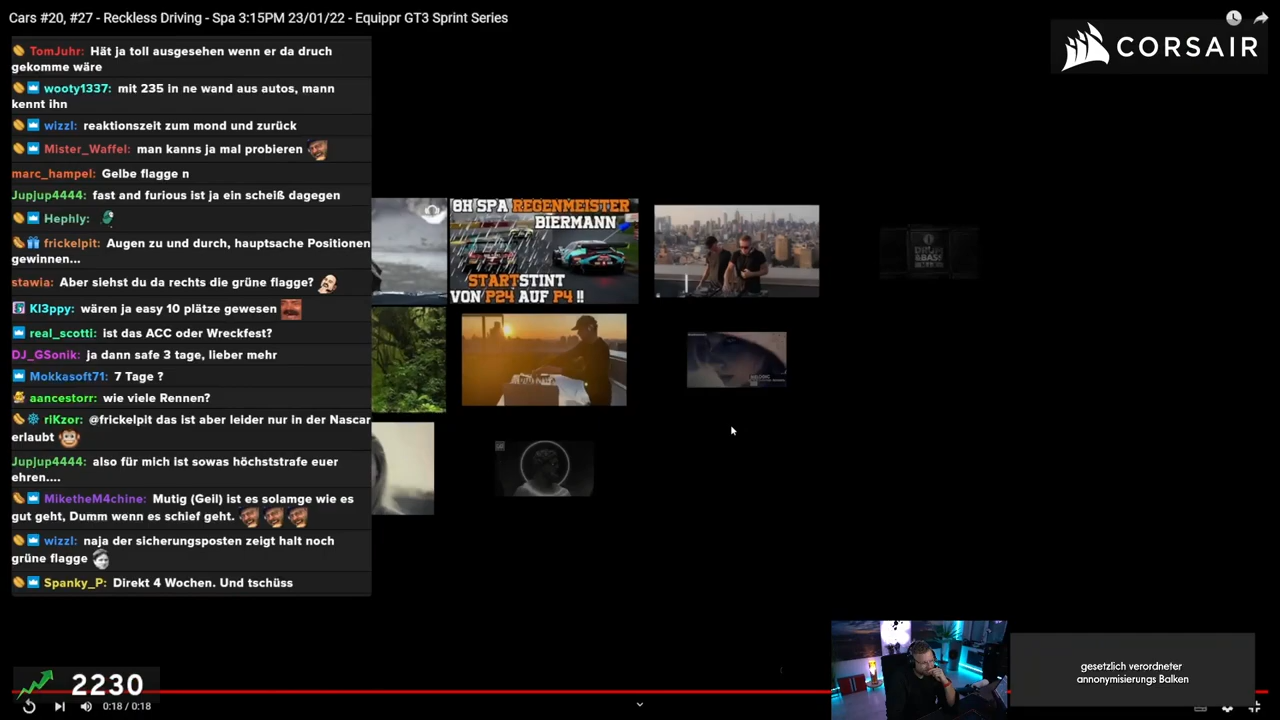 Cars #20, #27 - Reckless Driving - Spa 3:15PM 23/01/22 - Equippr GT3 Sprint Series
CORSAIR
TomJuhr: Hät ja toll ausgesehen wenn er da druch
gekomme wäre
wooty1337: mit 235 in ne wand aus autos, mann
kennt ihn
wizzl: reaktionszeit zum mond und zurück
Mister_Waffel: man kanns ja mal probieren
marc_hampel: Gelbe flagge n
Jupjup4444: fast and furious ist ja ein scheiß dagegen
Hephly:
frickelpit: Augen zu und durch, hauptsache Positionen
gewinnen...
stawia: Aber siehst du da rechts die grüne flagge?
Kl3ppy: wären ja easy 10 plätze gewesen
real_scotti: ist das ACC oder Wreckfest?
DJ_GSonik: ja dann safe 3 tage, lieber mehr
Mokkasoft71: 7 Tage ?
aancestorr: wie viele Rennen?
riKzor: @frickelpit das ist aber leider nur in der Nascar
erlaubt
Jupjup4444: also für mich ist sowas höchststrafe euer
ehren....
MiketheM4chine: Mutig (Geil) ist es solamge wie es
gut geht, Dumm wenn es schief geht.
wizzl: naja der sicherungsposten zeigt halt noch
grüne flagge
Spanky_P: Direkt 4 Wochen. Und tschüss
8H SPA REGENMEISTER
BIERMANN
STARTSTINT
VON P24 AUF P4 !!
DRUM
&BASS
2230
0:18 / 0:18
gesetzlich verordneter
annonymisierungs Balken